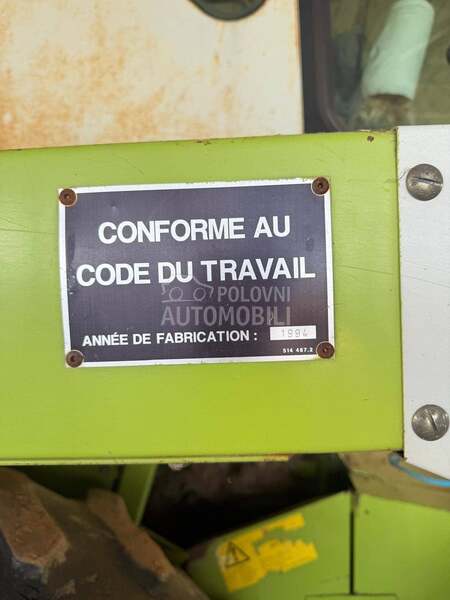 CONFORME AU
CODE DU TRAVAIL
POLOVNI
AUTOMOBILI
ANNÉE DE FABRICATION : 1994
514 487.2